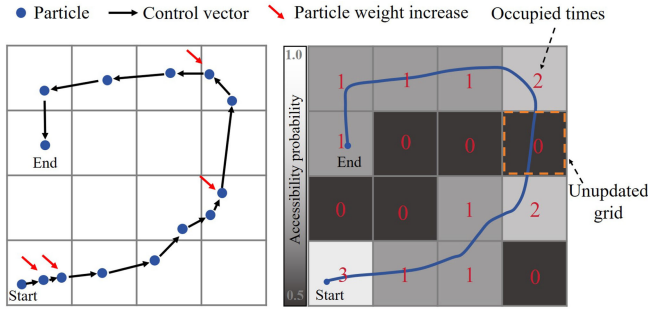 Particle Control vector Particle weight increase Occupied times
End
Start
1.0
Accessibility probability
0.5
1 1 1 2
1 0 0 0
End
Unupdated
grid
0 0 1 2
3 1 1 0
Start